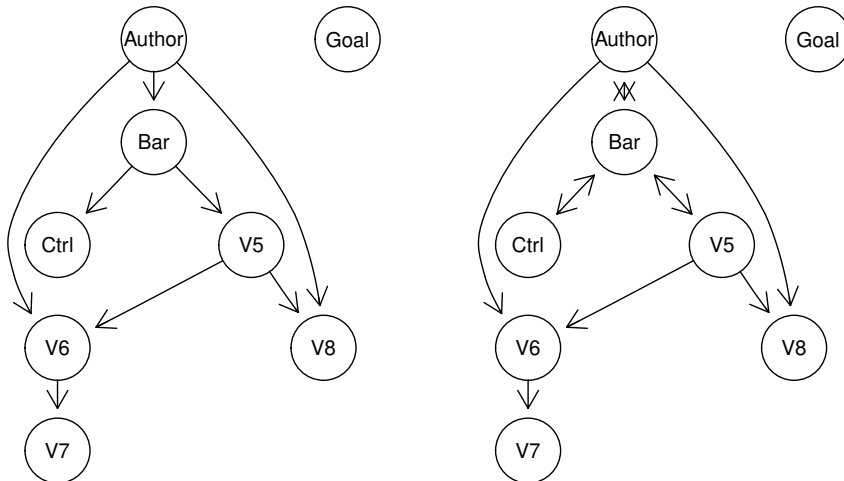 Author Goal Author Goal
Bar Bar
Ctrl V5 Ctrl V5
V6 V8 V6 V8
V7 V7